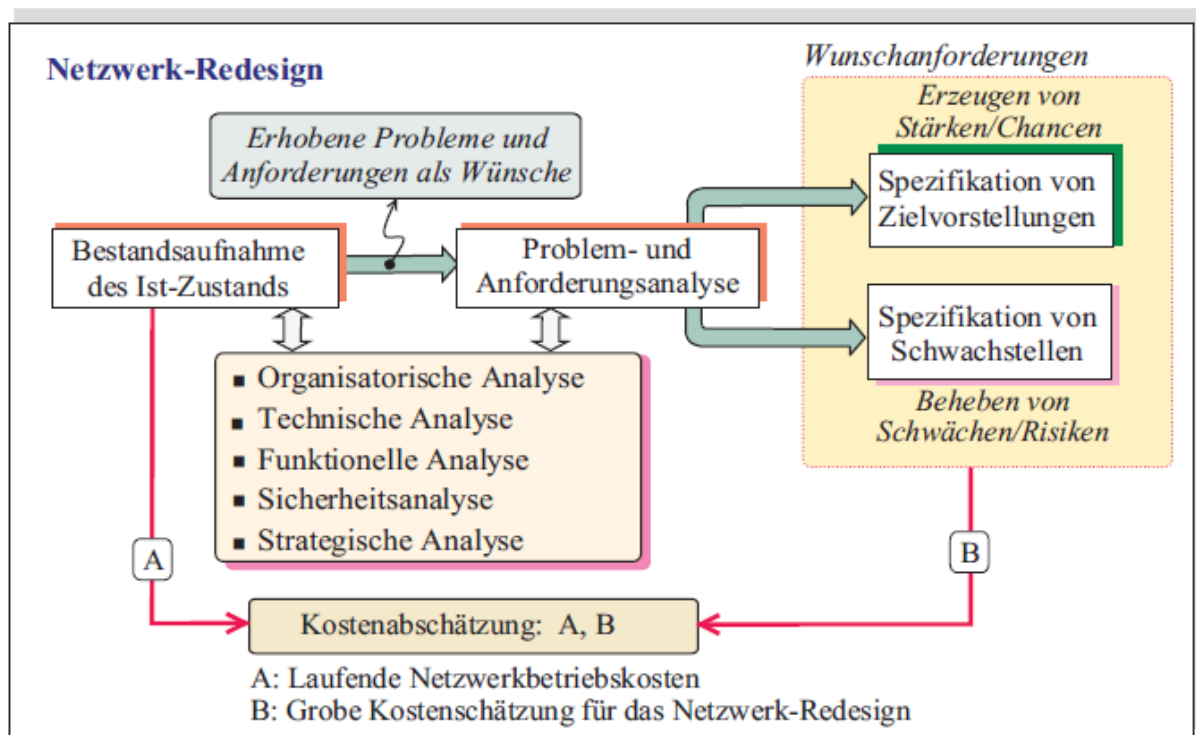 Netzwerk-Redesign
Wunschanforderungen
Erzeugen von
Stärken/Chancen
Erhobene Probleme und
Anforderungen als Wünsche
Spezifikation von
Zielvorstellungen
Bestandsaufnahme
des Ist-Zustands
Problem- und
Anforderungsanalyse
Spezifikation von
Schwachstellen
Beheben von
Schwächen/Risiken
▪ Organisatorische Analyse
▪ Technische Analyse
▪ Funktionelle Analyse
▪ Sicherheitsanalyse
▪ Strategische Analyse
A
B
Kostenabschätzung: A, B
A: Laufende Netzwerkbetriebskosten
B: Grobe Kostenschätzung für das Netzwerk-Redesign